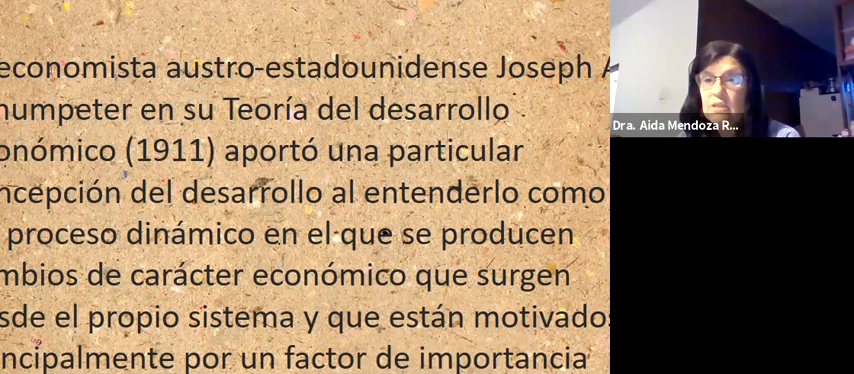 economista austro-estadounidense Joseph A
humpeter en su Teoría del desarrollo
onómico (1911) aportó una particular
ncepción del desarrollo al entenderlo como
proceso dinámico en el que se producen
mbios de carácter económico que surgen
sde el propio sistema y que están motivados
incipalmente por un factor de importancia
Dra. Aida Mendoza R...